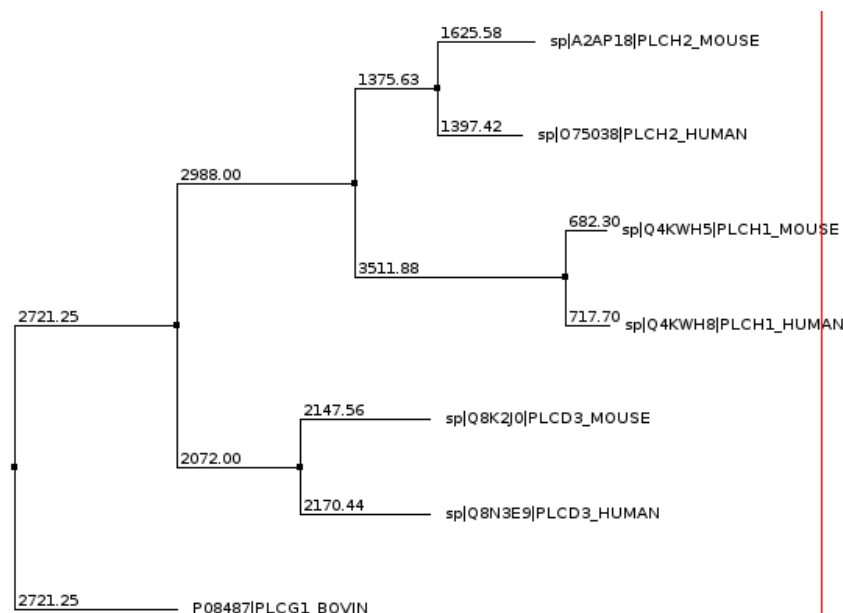 1625.58
sp|A2AP18|PLCH2_MOUSE
1375.63
1397.42
sp|O75038|PLCH2_HUMAN
2988.00
682.30
sp|Q4KWH5|PLCH1_MOUSE
3511.88
717.70
sp|Q4KWH8|PLCH1_HUMAN
2721.25
2147.56
sp|Q8K2J0|PLCD3_MOUSE
2072.00
2170.44
sp|Q8N3E9|PLCD3_HUMAN
2721.25
P08487|PLCG1_BOVIN